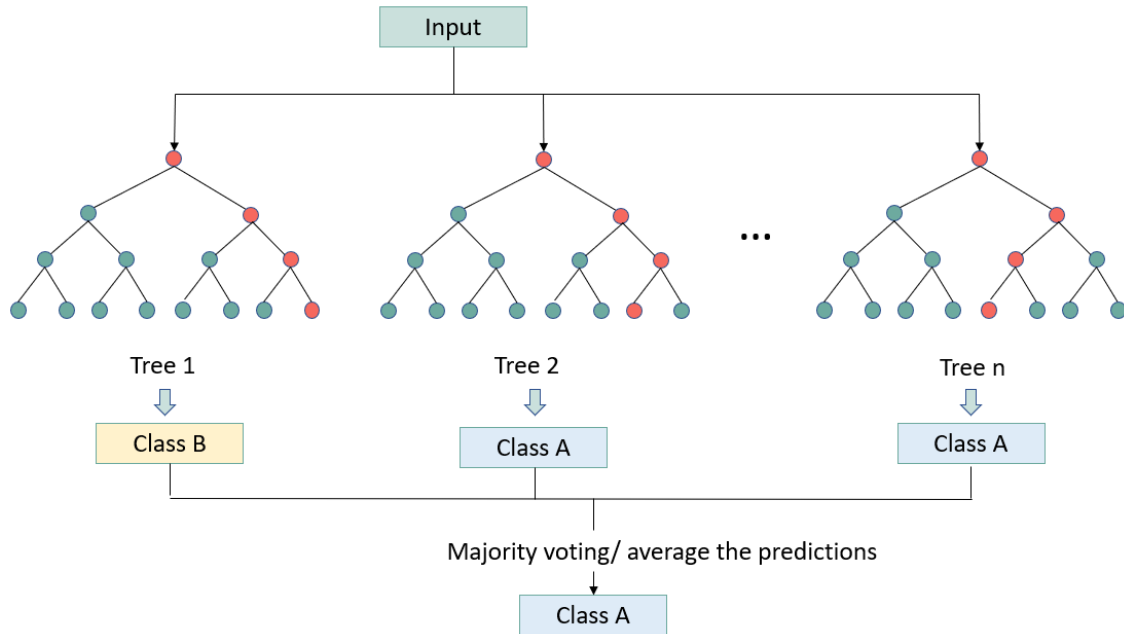 Input
...
Tree 1
Tree 2
Tree n
Class B
Class A
Class A
Majority voting/ average the predictions
Class A